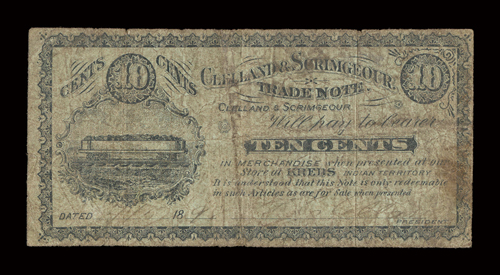 CENTS 10 CENTS
CLELLAND & SCRIMGEOUR. 10
TRADE NOTE.
CLELLAND & SCRIMGEOUR
Will pay to bearer
TEN CENTS
IN MERCHANDISE when presented at our
Store at KREBS INDIAN TERRITORY
It is understood that this Note is only redeemable
in such Articles as are for Sale when presented
DATED 189
PRESIDENT.